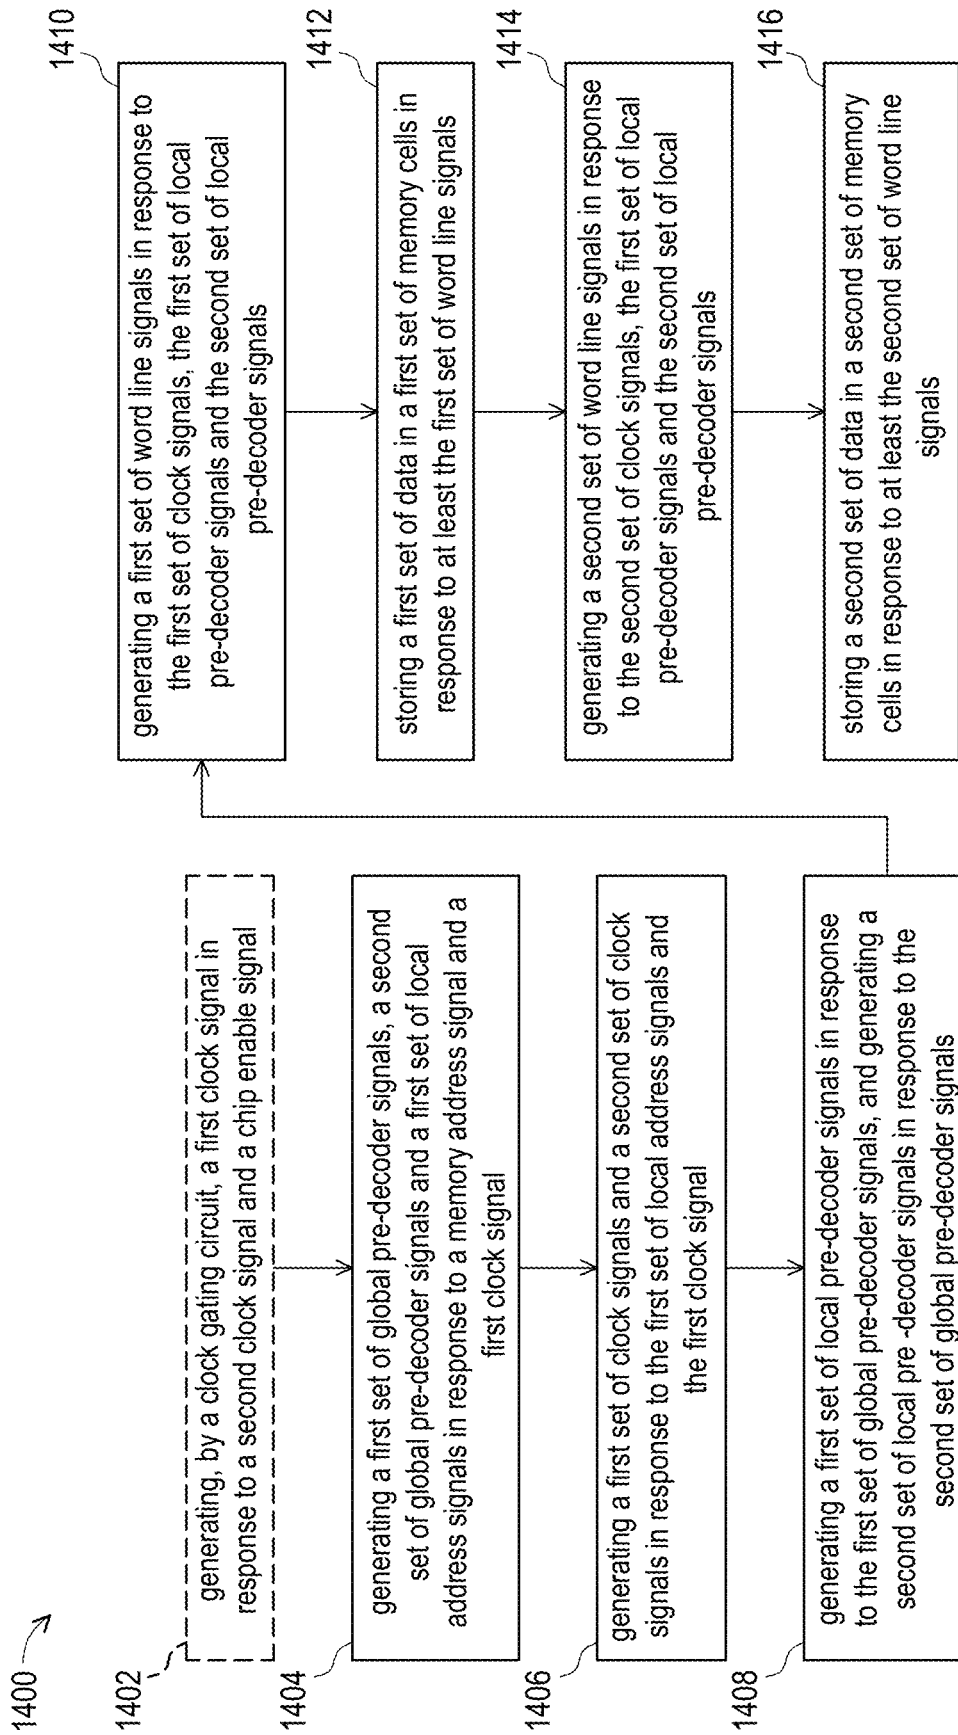 1400
1402
generating, by a clock gating circuit, a first clock signal in
response to a second clock signal and a chip enable signal
1404
generating a first set of global pre-decoder signals, a second
set of global pre-decoder signals and a first set of local
address signals in response to a memory address signal and a
first clock signal
1406
generating a first set of clock signals and a second set of clock
signals in response to the first set of local address signals and
the first clock signal
1408
generating a first set of local pre-decoder signals in response
to the first set of global pre-decoder signals, and generating a
second set of local pre -decoder signals in response to the
second set of global pre-decoder signals
1410
generating a first set of word line signals in response to
the first set of clock signals, the first set of local
pre-decoder signals and the second set of local
pre-decoder signals
1412
storing a first set of data in a first set of memory cells in
response to at least the first set of word line signals
1414
generating a second set of word line signals in response
to the second set of clock signals, the first set of local
pre-decoder signals and the second set of local
pre-decoder signals
1416
storing a second set of data in a second set of memory
cells in response to at least the second set of word line
signals